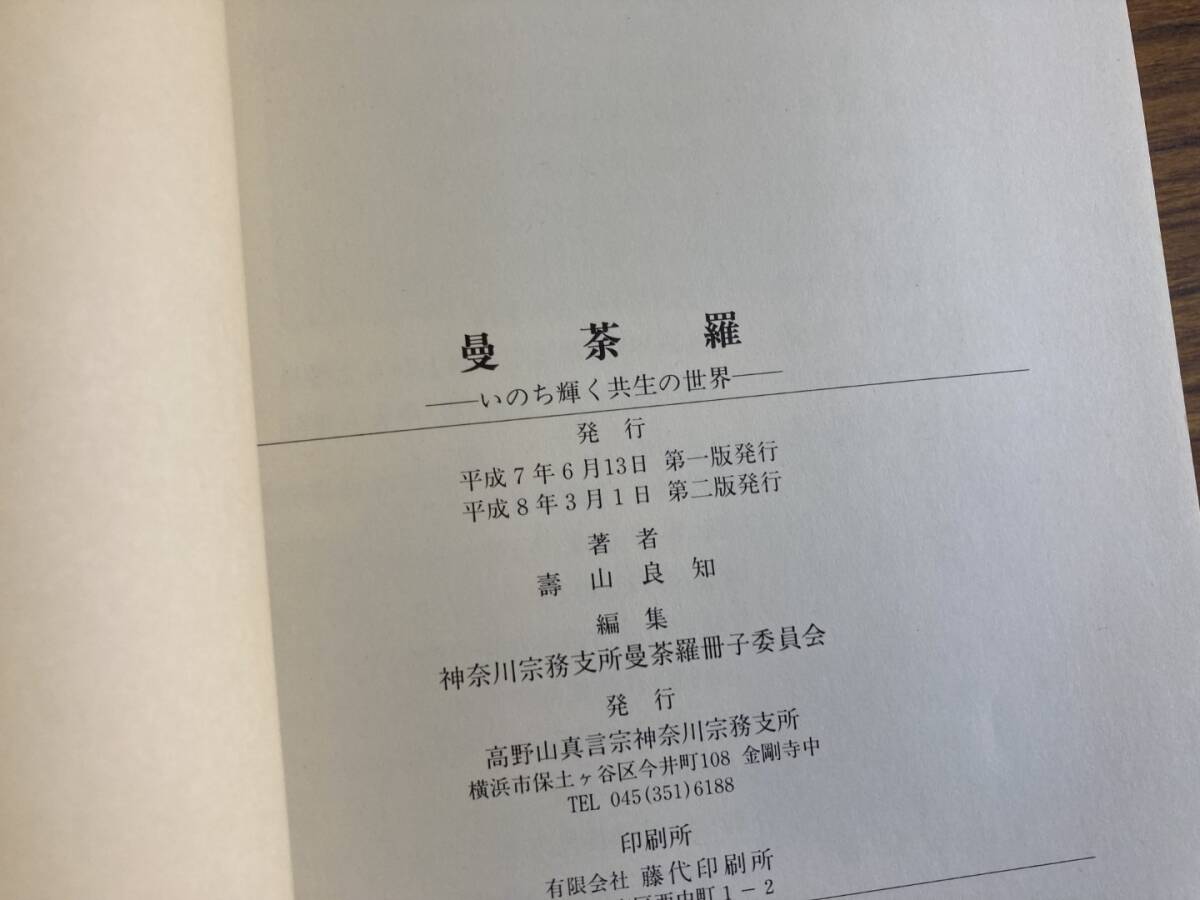 曼荼羅
――いのち輝く共生の世界――
発行
平成7年6月13日 第一版発行
平成8年3月1日 第二版発行
著者
壽山良知
編集
神奈川宗務支所曼荼羅冊子委員会
発行
高野山真言宗神奈川宗務支所
横浜市保土ヶ谷区今井町108 金剛寺中
TEL 045(351)6188
印刷所
有限会社 藤代印刷所
区西中町1－2